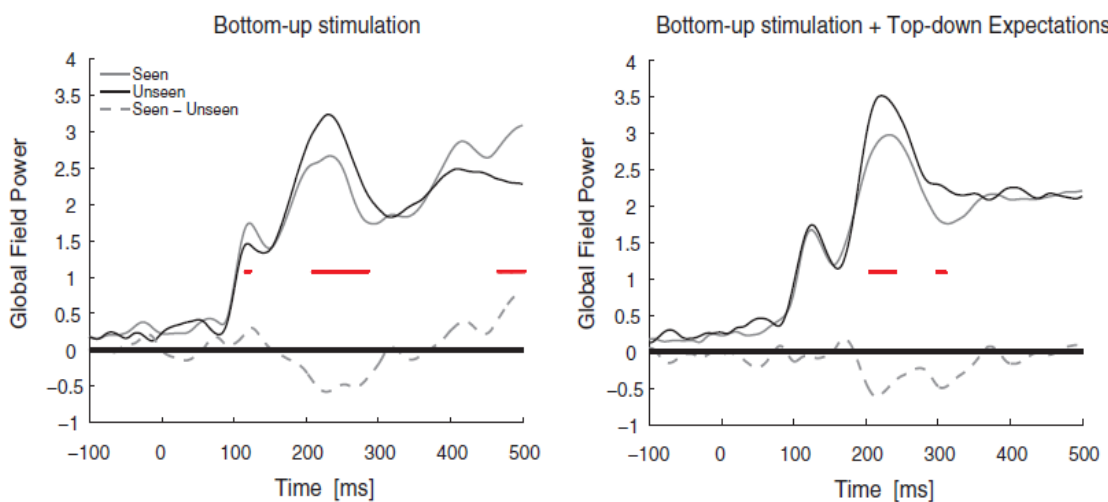 Bottom-up stimulation
Seen
Unseen
Seen − Unseen
Global Field Power
4
3.5
3
2.5
2
1.5
1
0.5
0
−0.5
−1
−100 0 100 200 300 400 500
Time [ms]
Bottom-up stimulation + Top-down Expectations
Global Field Power
4
3.5
3
2.5
2
1.5
1
0.5
0
−0.5
−1
−100 0 100 200 300 400 500
Time [ms]